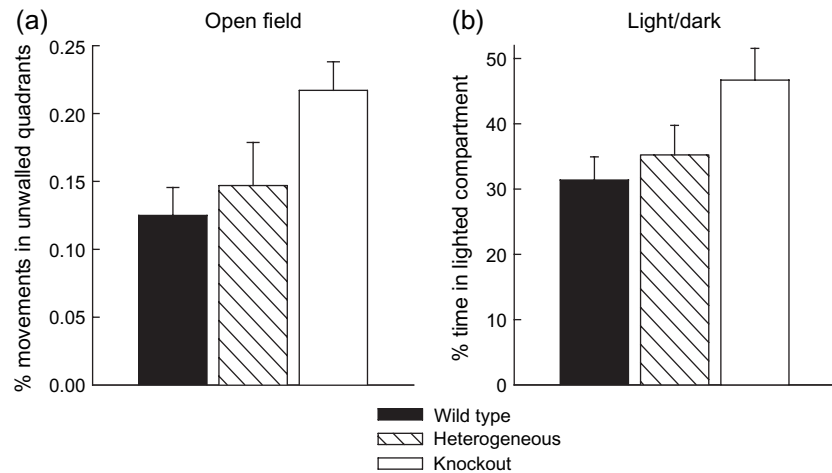 (a)
Open field
% movements in unwalled quadrants
0.25
0.20
0.15
0.10
0.05
0.00
(b)
Light/dark
% time in lighted compartment
50
40
30
20
10
0
Wild type
Heterogeneous
Knockout